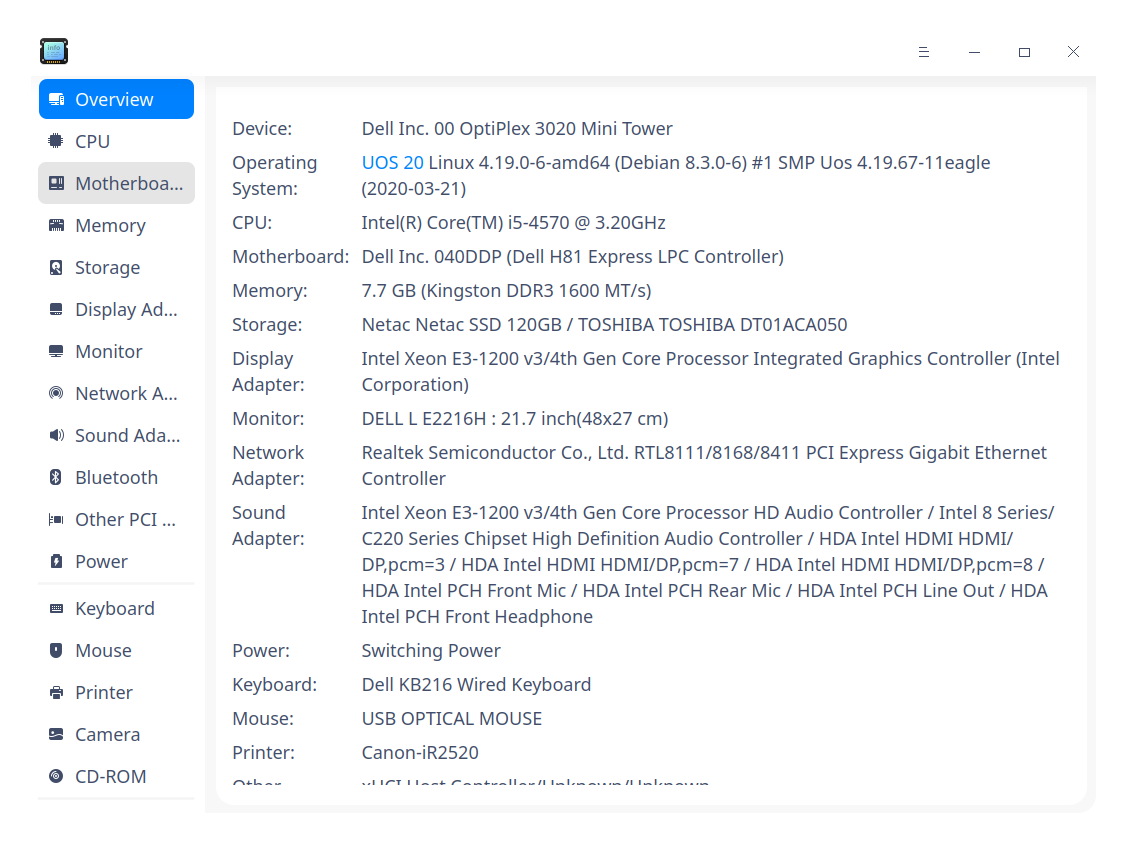 info
Overview
CPU
Motherboa...
Memory
Storage
Display Ad...
Monitor
Network A...
Sound Ada...
Bluetooth
Other PCI ...
Power
Keyboard
Mouse
Printer
Camera
CD-ROM
Device: Dell Inc. 00 OptiPlex 3020 Mini Tower
Operating UOS 20 Linux 4.19.0-6-amd64 (Debian 8.3.0-6) #1 SMP Uos 4.19.67-11eagle
System: (2020-03-21)
CPU: Intel(R) Core(TM) i5-4570 @ 3.20GHz
Motherboard: Dell Inc. 040DDP (Dell H81 Express LPC Controller)
Memory: 7.7 GB (Kingston DDR3 1600 MT/s)
Storage: Netac Netac SSD 120GB / TOSHIBA TOSHIBA DT01ACA050
Display Intel Xeon E3-1200 v3/4th Gen Core Processor Integrated Graphics Controller (Intel
Adapter: Corporation)
Monitor: DELL L E2216H : 21.7 inch(48x27 cm)
Network Realtek Semiconductor Co., Ltd. RTL8111/8168/8411 PCI Express Gigabit Ethernet
Adapter: Controller
Sound Intel Xeon E3-1200 v3/4th Gen Core Processor HD Audio Controller / Intel 8 Series/
Adapter: C220 Series Chipset High Definition Audio Controller / HDA Intel HDMI HDMI/
DP,pcm=3 / HDA Intel HDMI HDMI/DP,pcm=7 / HDA Intel HDMI HDMI/DP,pcm=8 /
HDA Intel PCH Front Mic / HDA Intel PCH Rear Mic / HDA Intel PCH Line Out / HDA
Intel PCH Front Headphone
Power: Switching Power
Keyboard: Dell KB216 Wired Keyboard
Mouse: USB OPTICAL MOUSE
Printer: Canon-iR2520
Other xHCI Host Controller/Unknown/Unknown